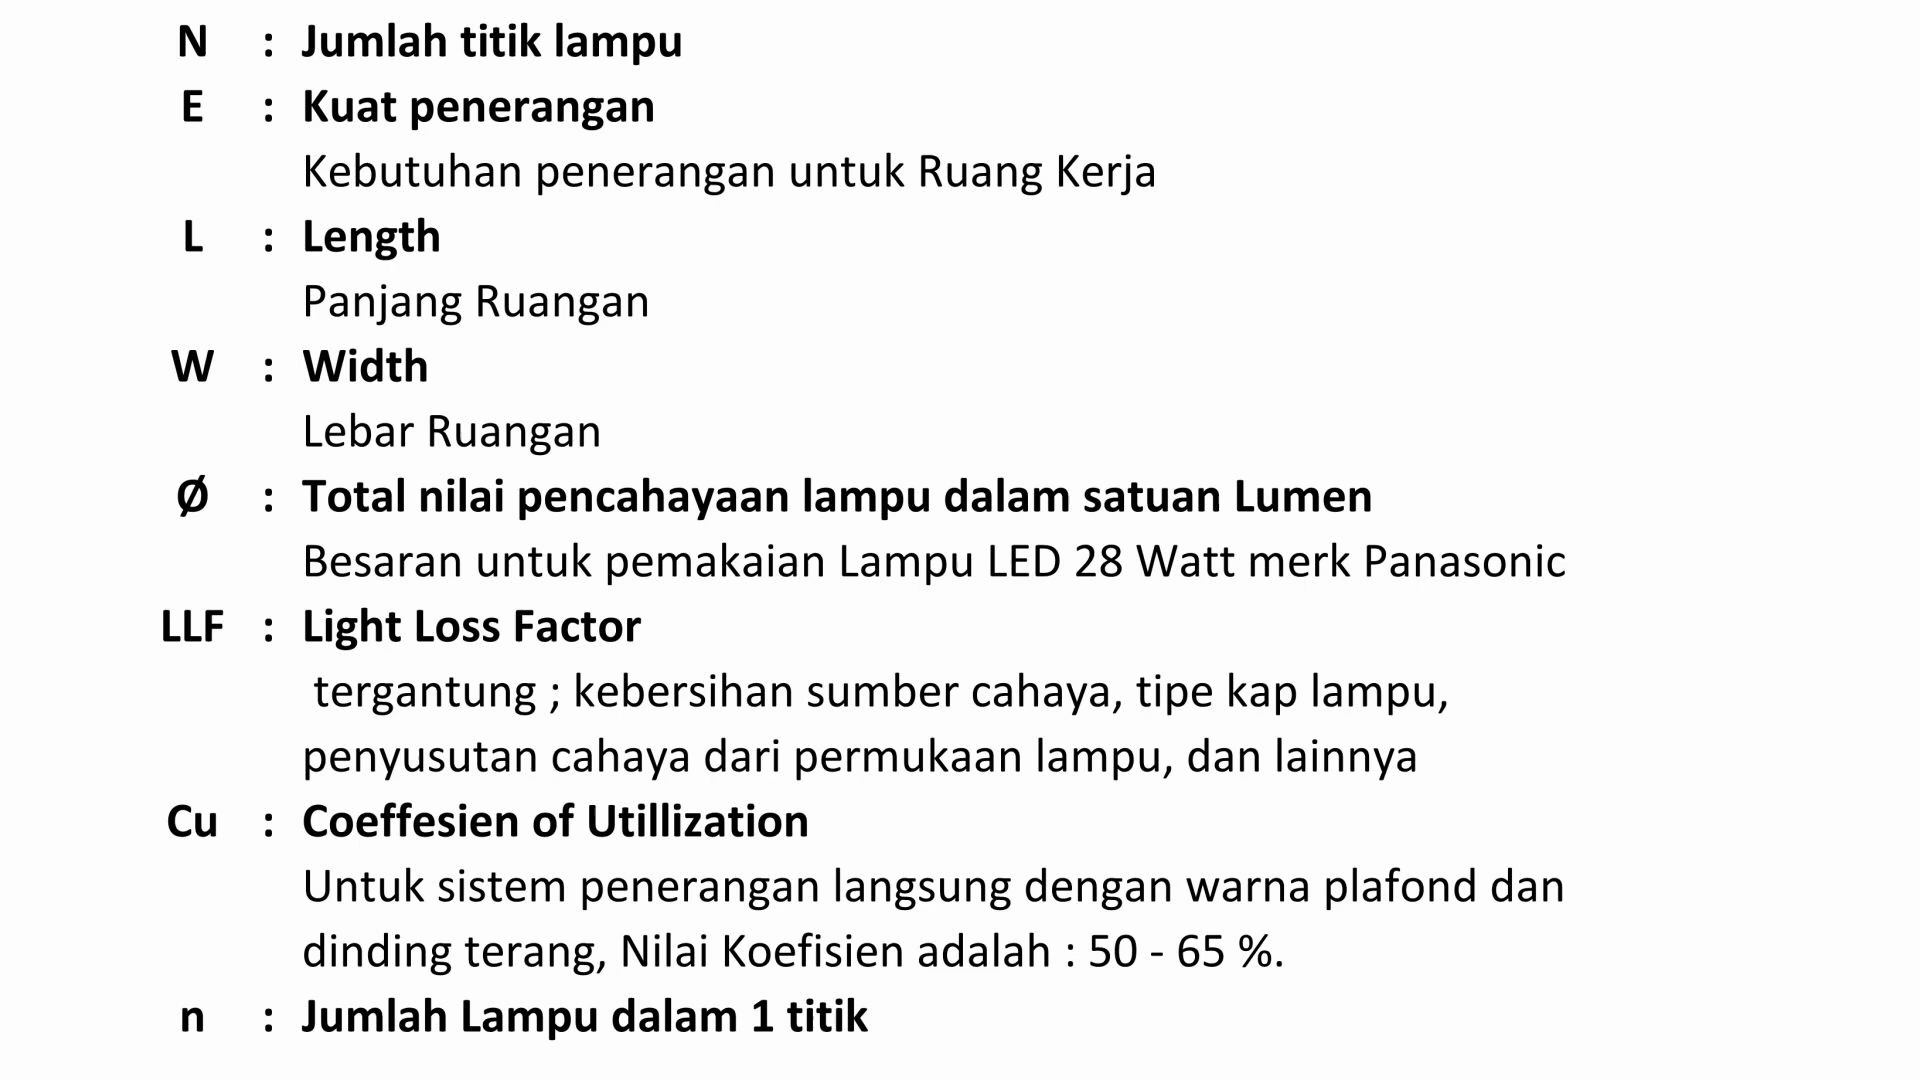 N : Jumlah titik lampu
E : Kuat penerangan
Kebutuhan penerangan untuk Ruang Kerja
L : Length
Panjang Ruangan
W : Width
Lebar Ruangan
Ø : Total nilai pencahayaan lampu dalam satuan Lumen
Besaran untuk pemakaian Lampu LED 28 Watt merk Panasonic
LLF : Light Loss Factor
tergantung ; kebersihan sumber cahaya, tipe kap lampu,
penyusutan cahaya dari permukaan lampu, dan lainnya
Cu : Coeffesien of Utillization
Untuk sistem penerangan langsung dengan warna plafond dan
dinding terang, Nilai Koefisien adalah : 50 - 65 %.
n : Jumlah Lampu dalam 1 titik